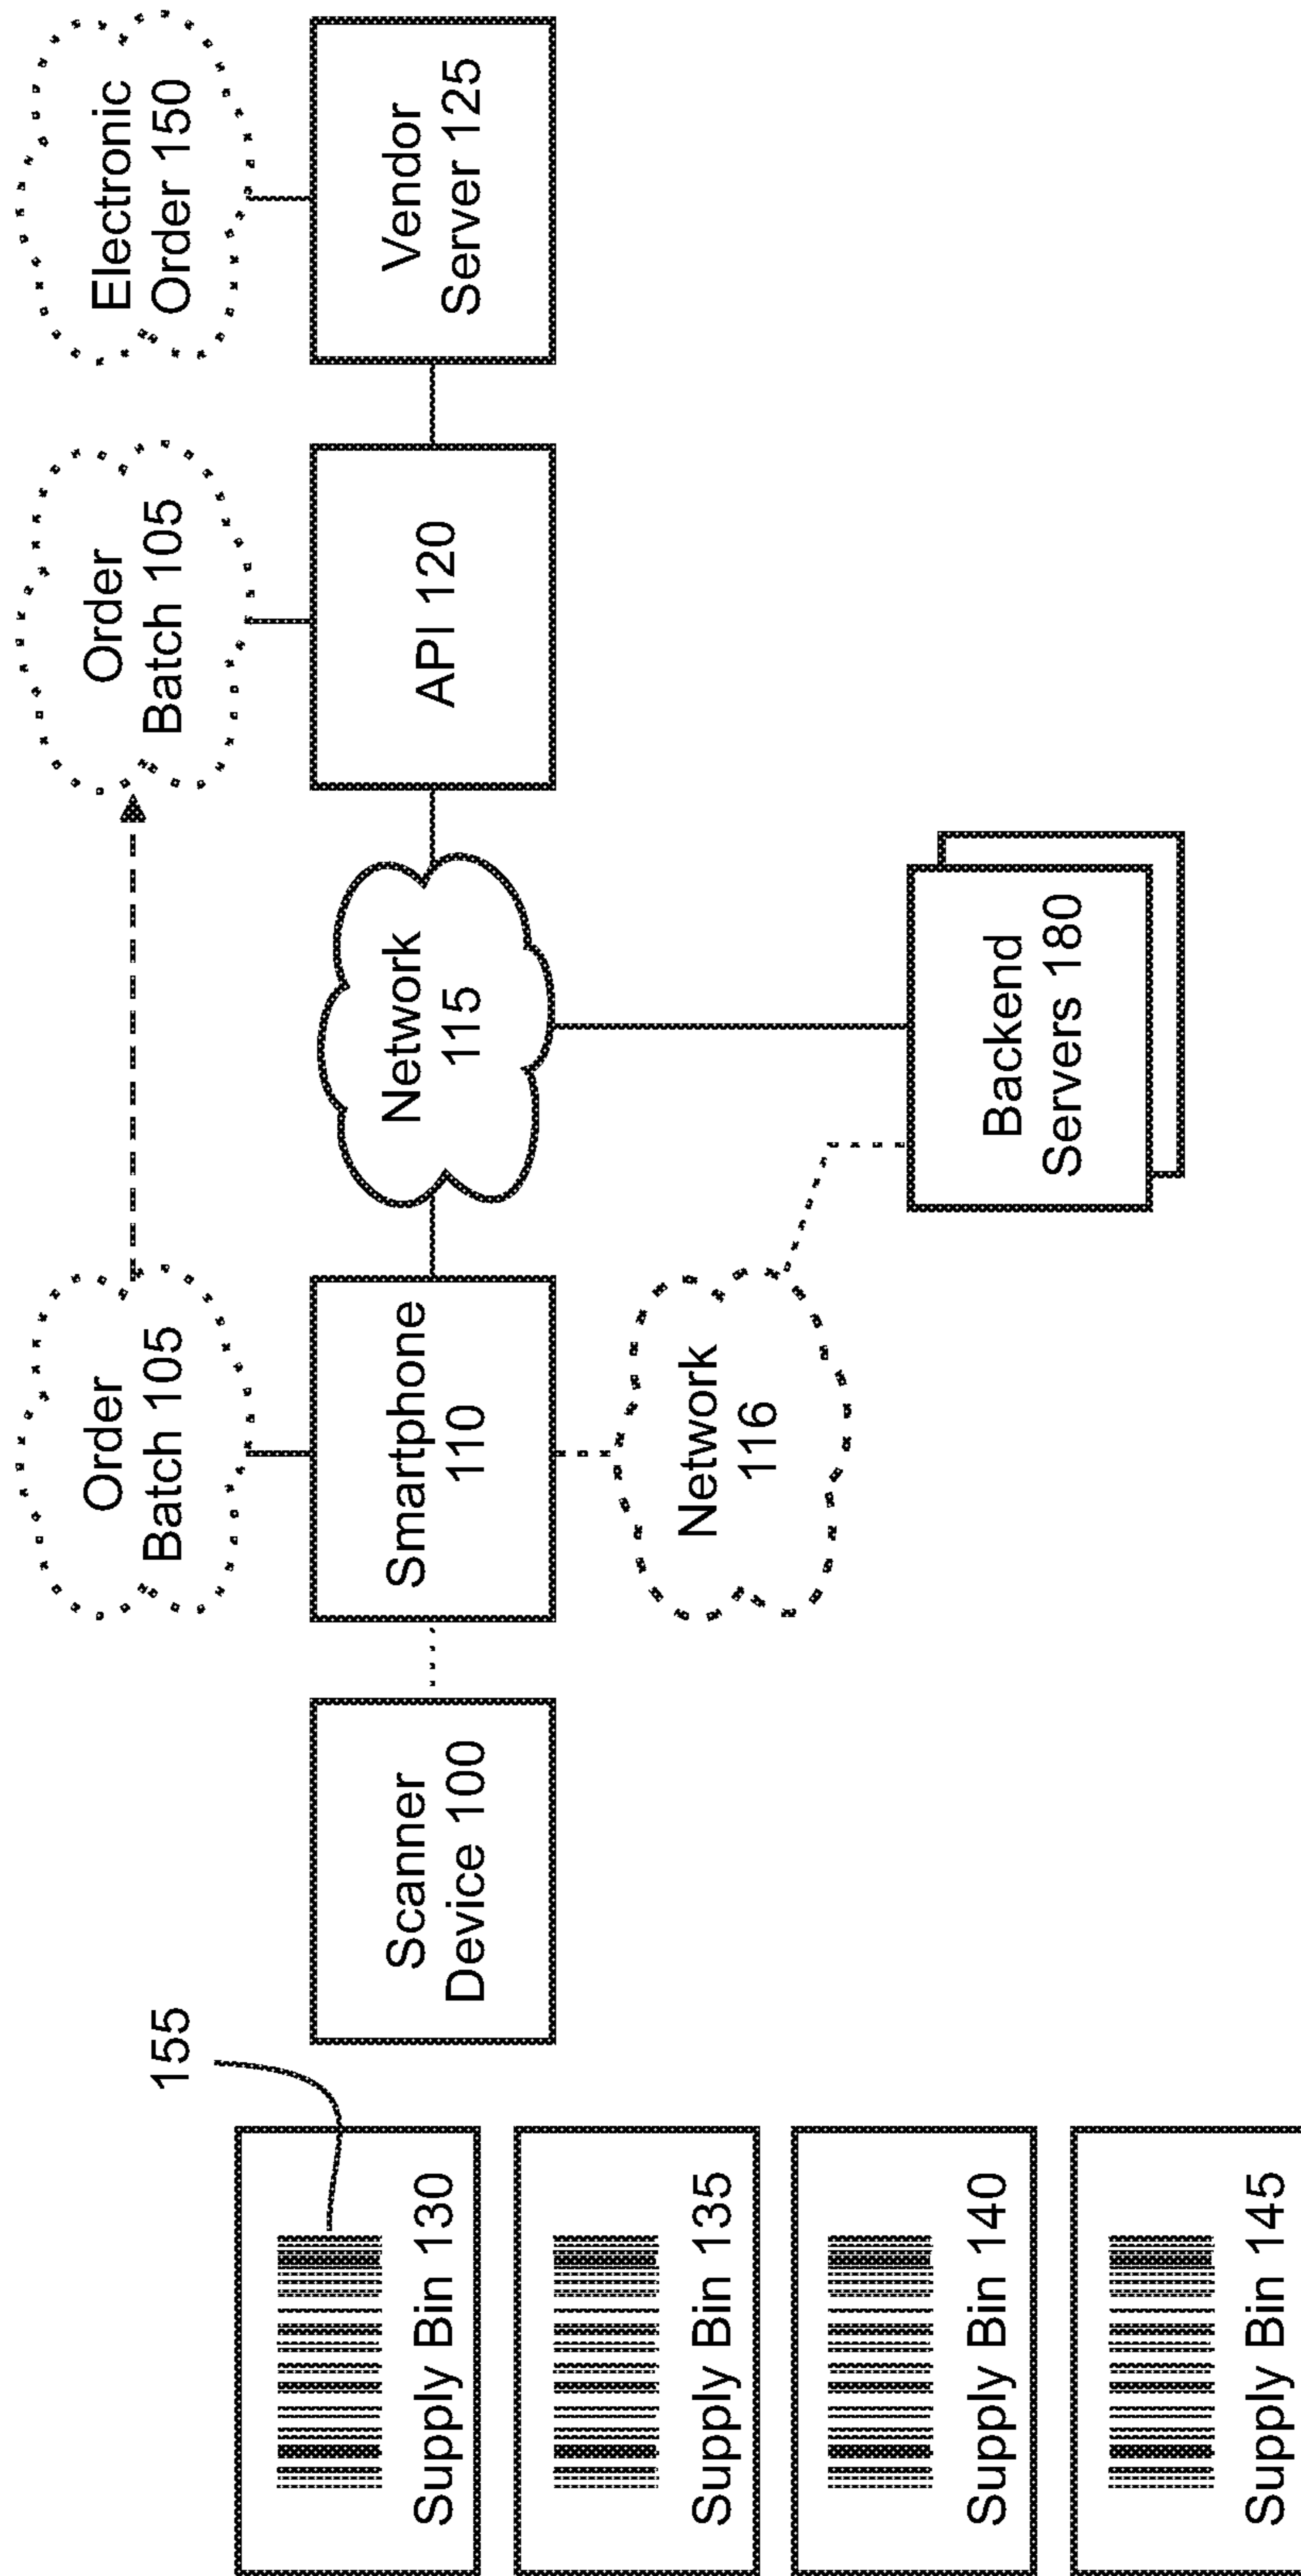 155
Supply Bin 130
Supply Bin 135
Supply Bin 140
Supply Bin 145
Scanner
Device 100
Order
Batch 105
Smartphone
110
Network
116
Network
115
Backend
Servers 180
Order
Batch 105
API 120
Electronic
Order 150
Vendor
Server 125